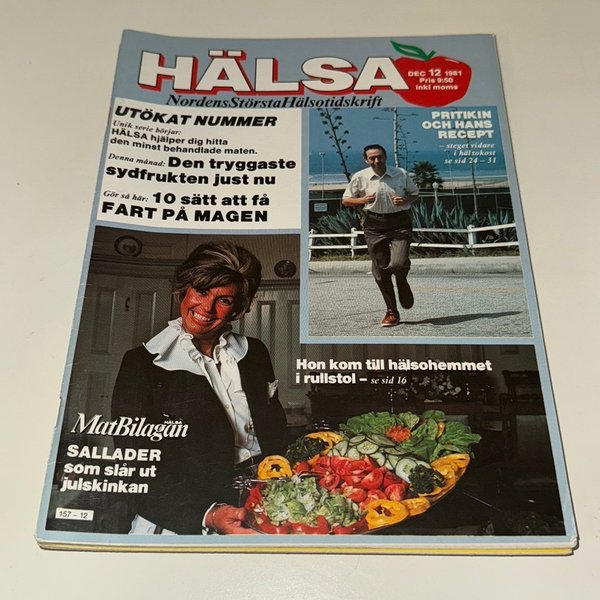 HÄLSA
DEC 12 1981
Pris 9:50
inkl moms
NordensStörstaHälsotidskrift
UTÖKAT NUMMER
Unik serie börjar:
HÄLSA hjälper dig hitta
den minst behandlade maten.
Denna månad: Den tryggaste
sydfrukten just nu
Gör så här: 10 sätt att få
FART PÅ MAGEN
PRITIKIN
OCH HANS
RECEPT
– steget vidare
i hälsokost
se sid 24 – 31
Hon kom till hälsohemmet
i rullstol – se sid 16
HÄLSA
MatBilagan
SALLADER
som slår ut
julskinkan
157 – 12